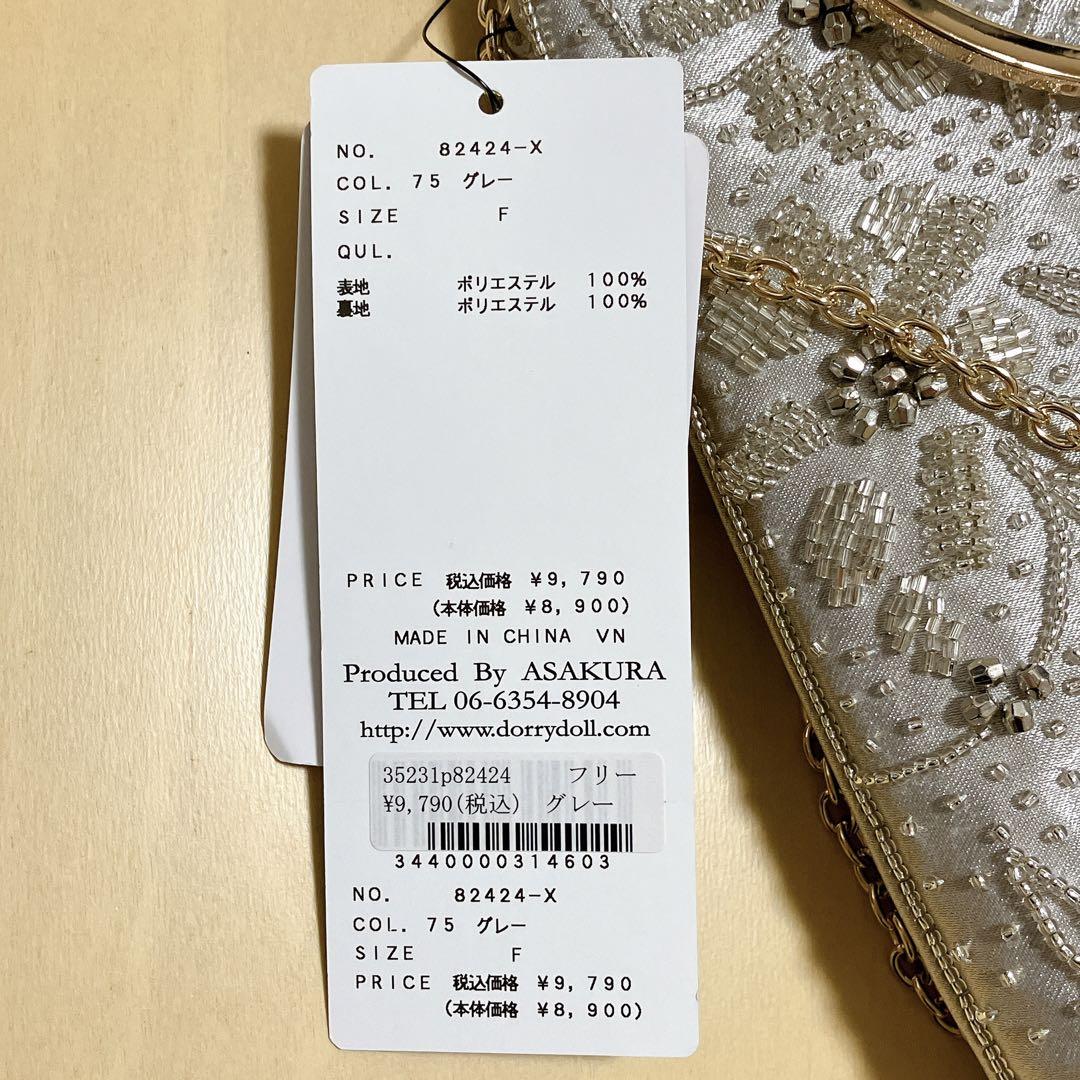 NO. 82424-X
COL. 75 グレー
SIZE F
QUL.
表地 ポリエステル 100%
裏地 ポリエステル 100%
PRICE 税込価格 ¥9,790
(本体価格 ¥8,900)
MADE IN CHINA VN
Produced By ASAKURA
TEL 06-6354-8904
http://www.dorrydoll.com
35231p82424 フリー
¥9,790(税込) グレー
3440000314603
NO. 82424-X
COL. 75 グレー
SIZE F
PRICE 税込価格 ¥9,790
(本体価格 ¥8,900)